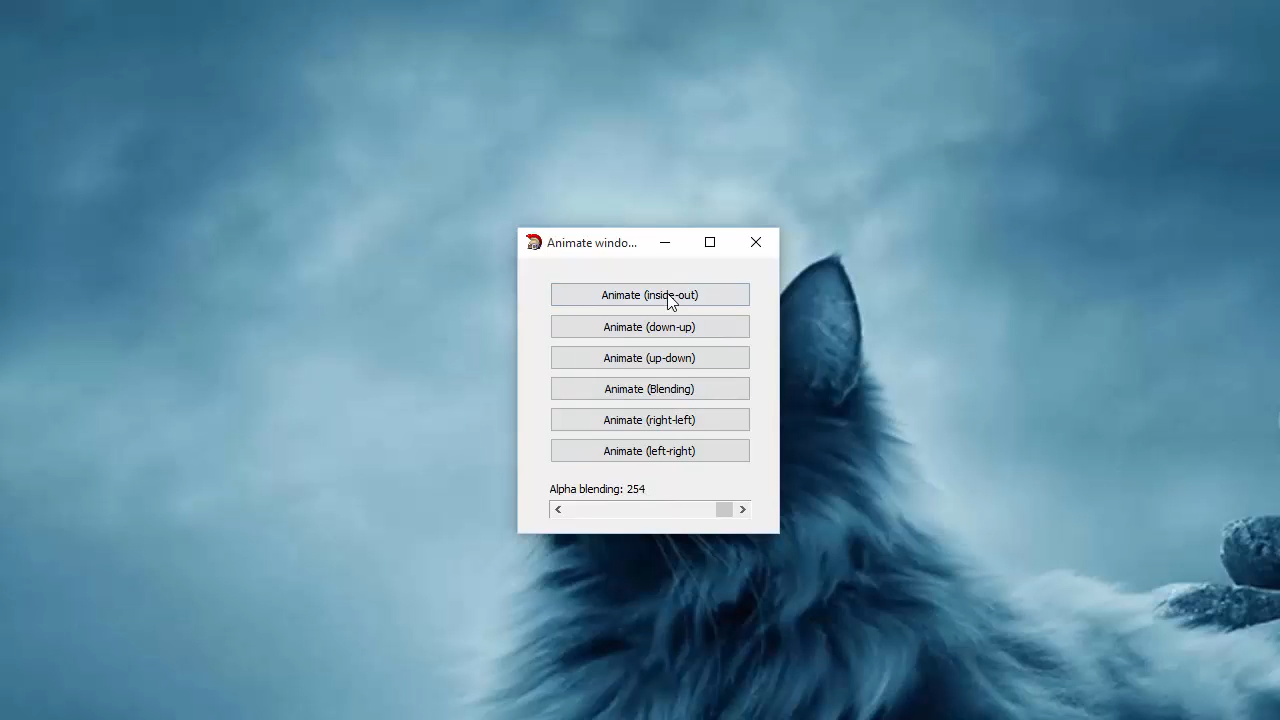 Animate windo...
Animate (inside-out)
Animate (down-up)
Animate (up-down)
Animate (Blending)
Animate (right-left)
Animate (left-right)
Alpha blending: 254